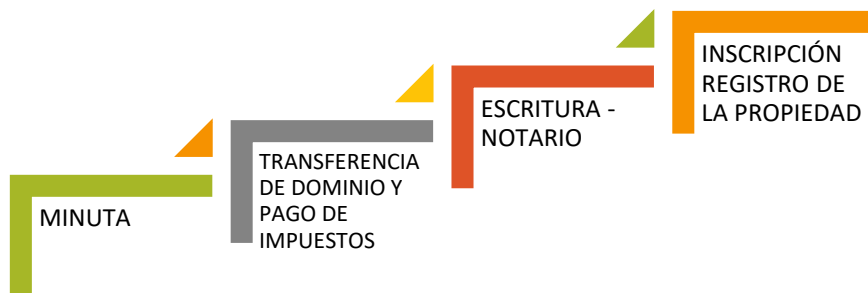 MINUTA
TRANSFERENCIA
DE DOMINIO Y
PAGO DE
IMPUESTOS
ESCRITURA -
NOTARIO
INSCRIPCIÓN
REGISTRO DE
LA PROPIEDAD